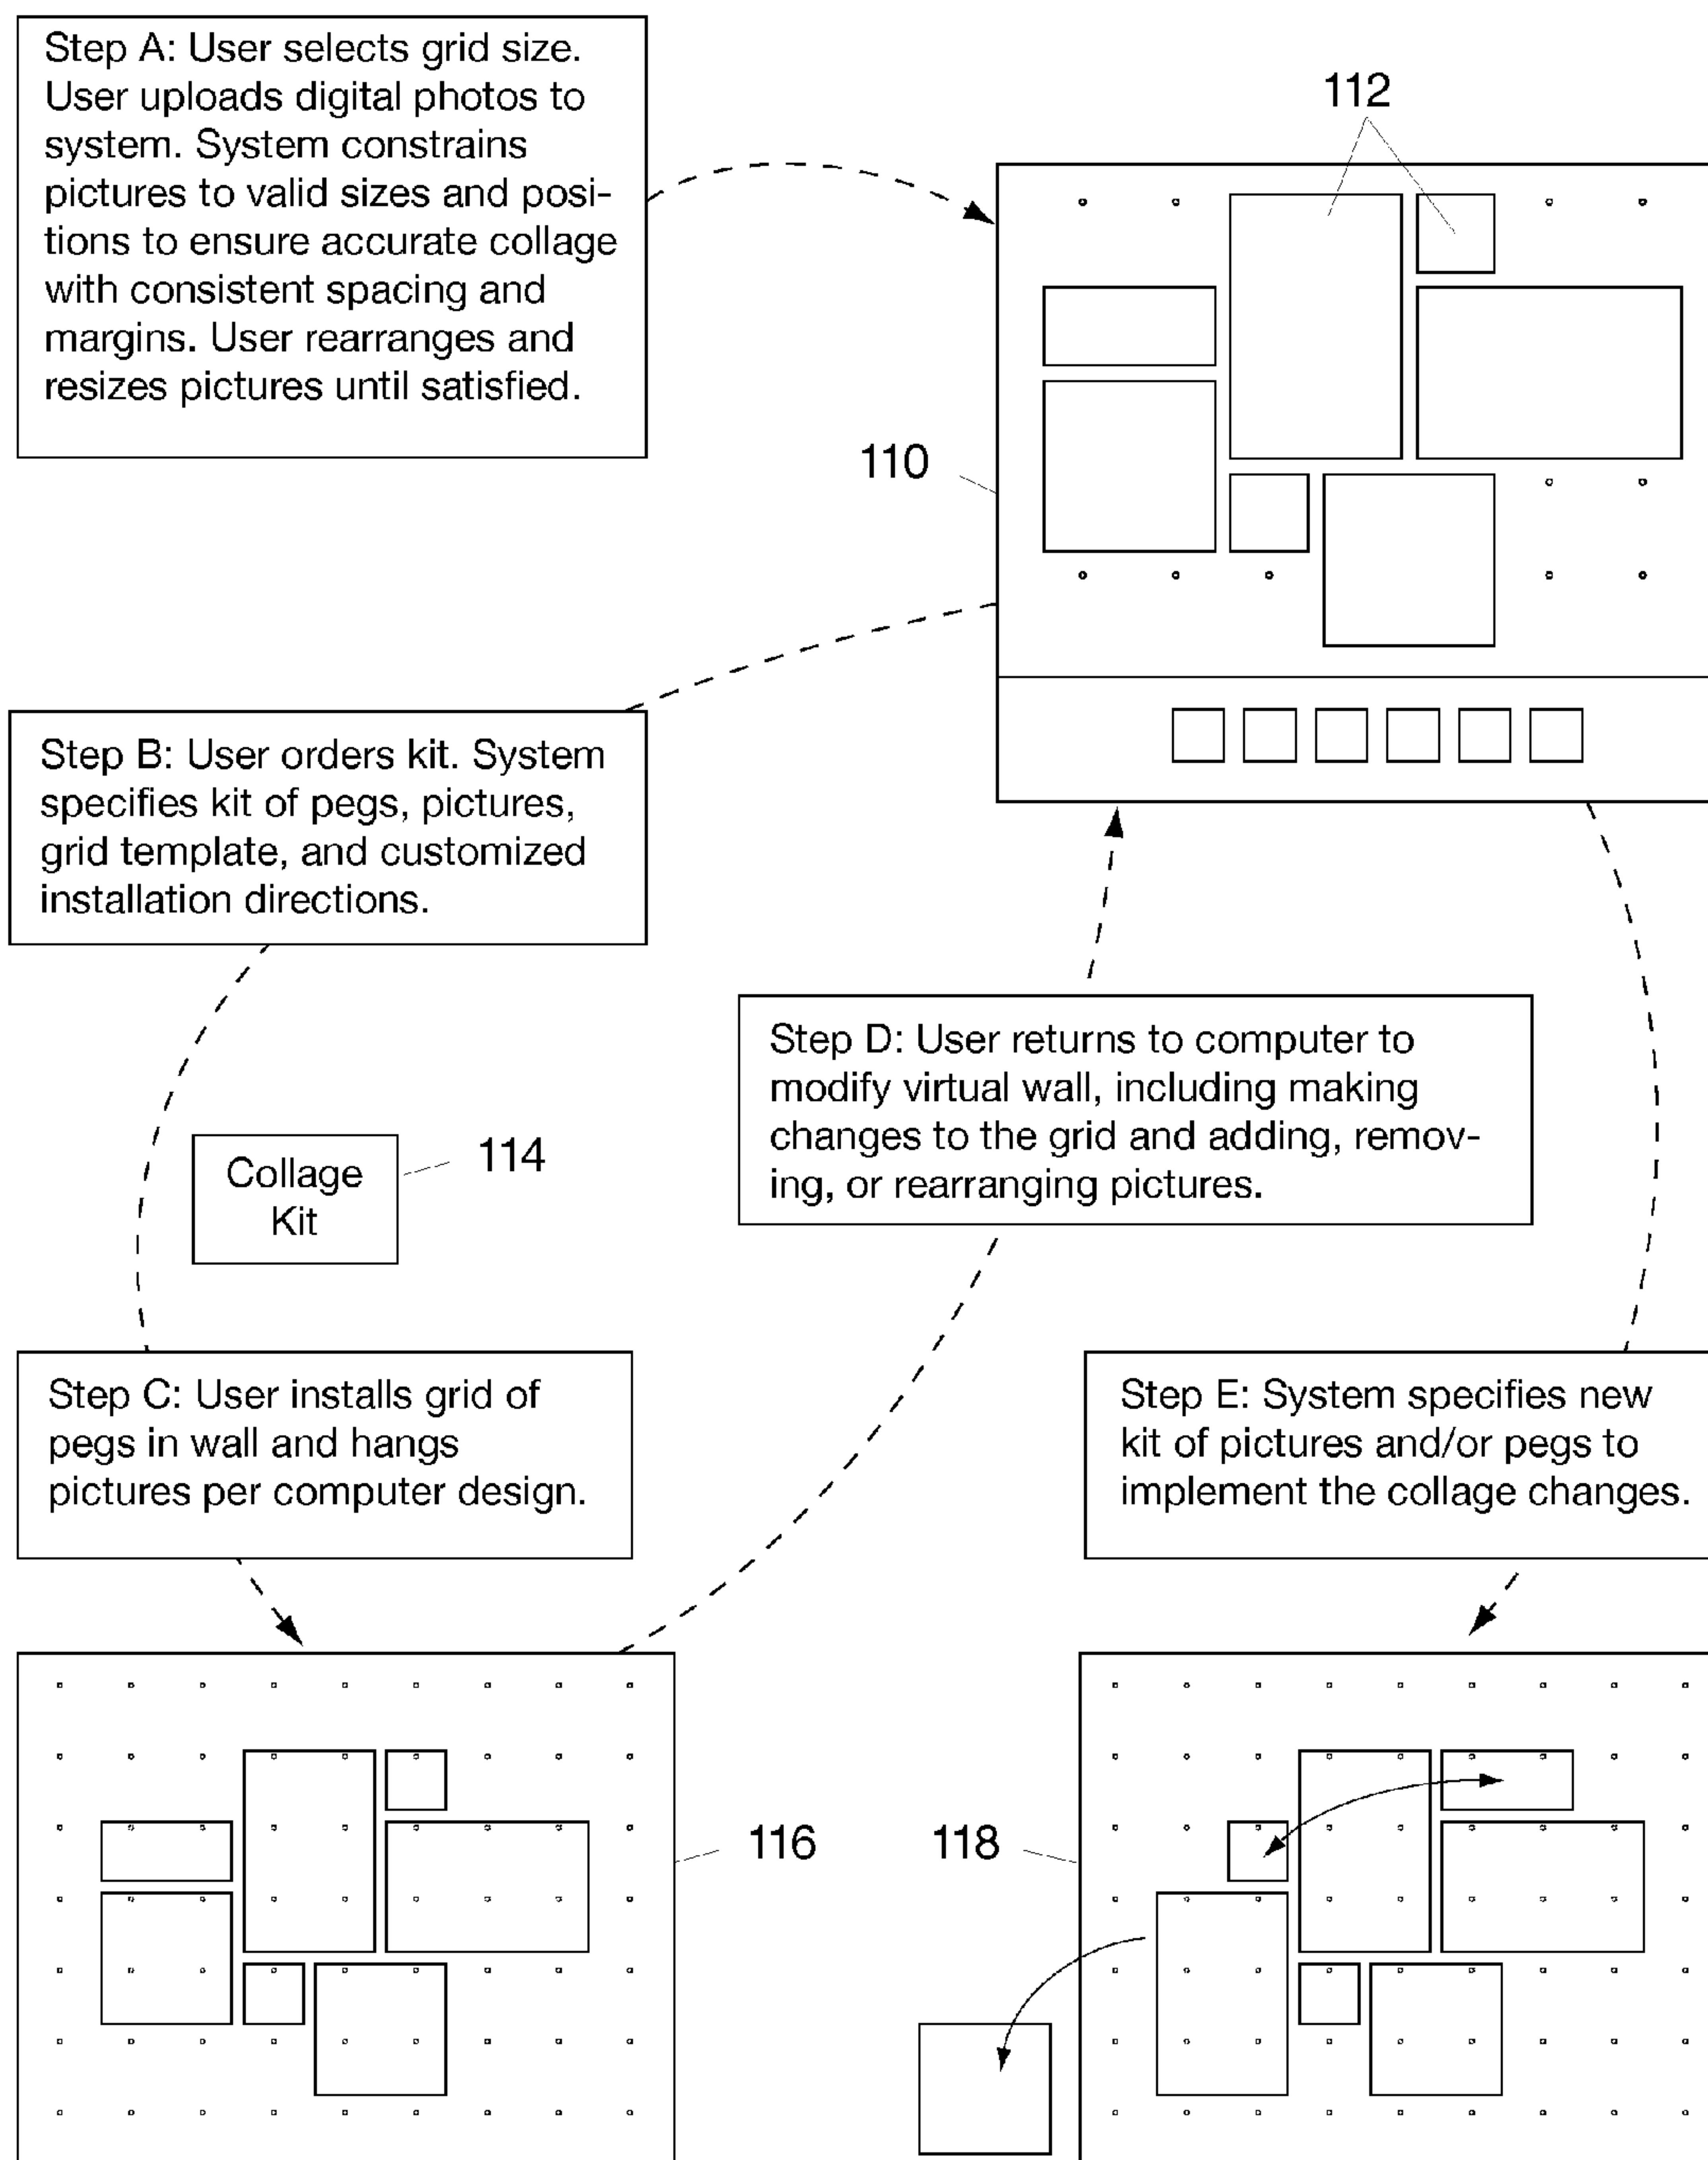 Step A: User selects grid size.
User uploads digital photos to
system. System constrains
pictures to valid sizes and posi-
tions to ensure accurate collage
with consistent spacing and
margins. User rearranges and
resizes pictures until satisfied.
112
110
Step B: User orders kit. System
specifies kit of pegs, pictures,
grid template, and customized
installation directions.
Step D: User returns to computer to
modify virtual wall, including making
changes to the grid and adding, remov-
ing, or rearranging pictures.
Collage
Kit
114
Step C: User installs grid of
pegs in wall and hangs
pictures per computer design.
Step E: System specifies new
kit of pictures and/or pegs to
implement the collage changes.
116
118